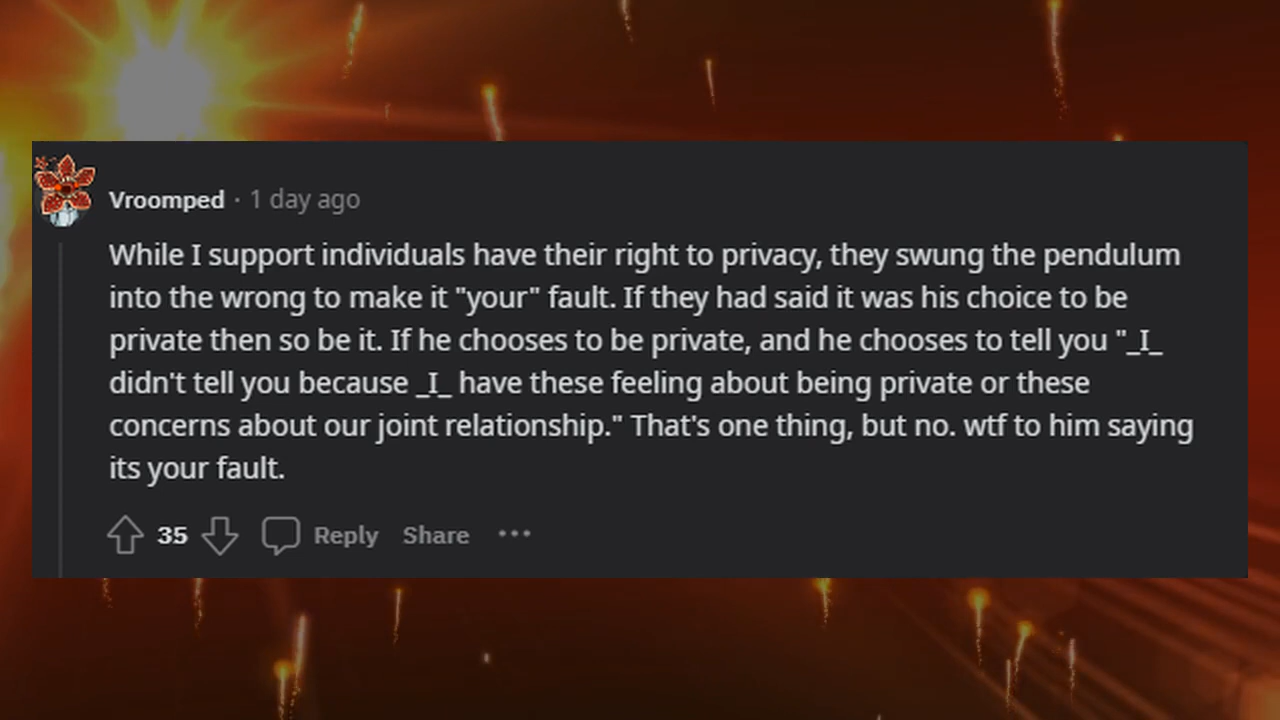 Vroomped · 1 day ago
While I support individuals have their right to privacy, they swung the pendulum
into the wrong to make it "your" fault. If they had said it was his choice to be
private then so be it. If he chooses to be private, and he chooses to tell you "_I_
didn't tell you because _I_ have these feeling about being private or these
concerns about our joint relationship." That's one thing, but no. wtf to him saying
its your fault.
35 Reply Share ···